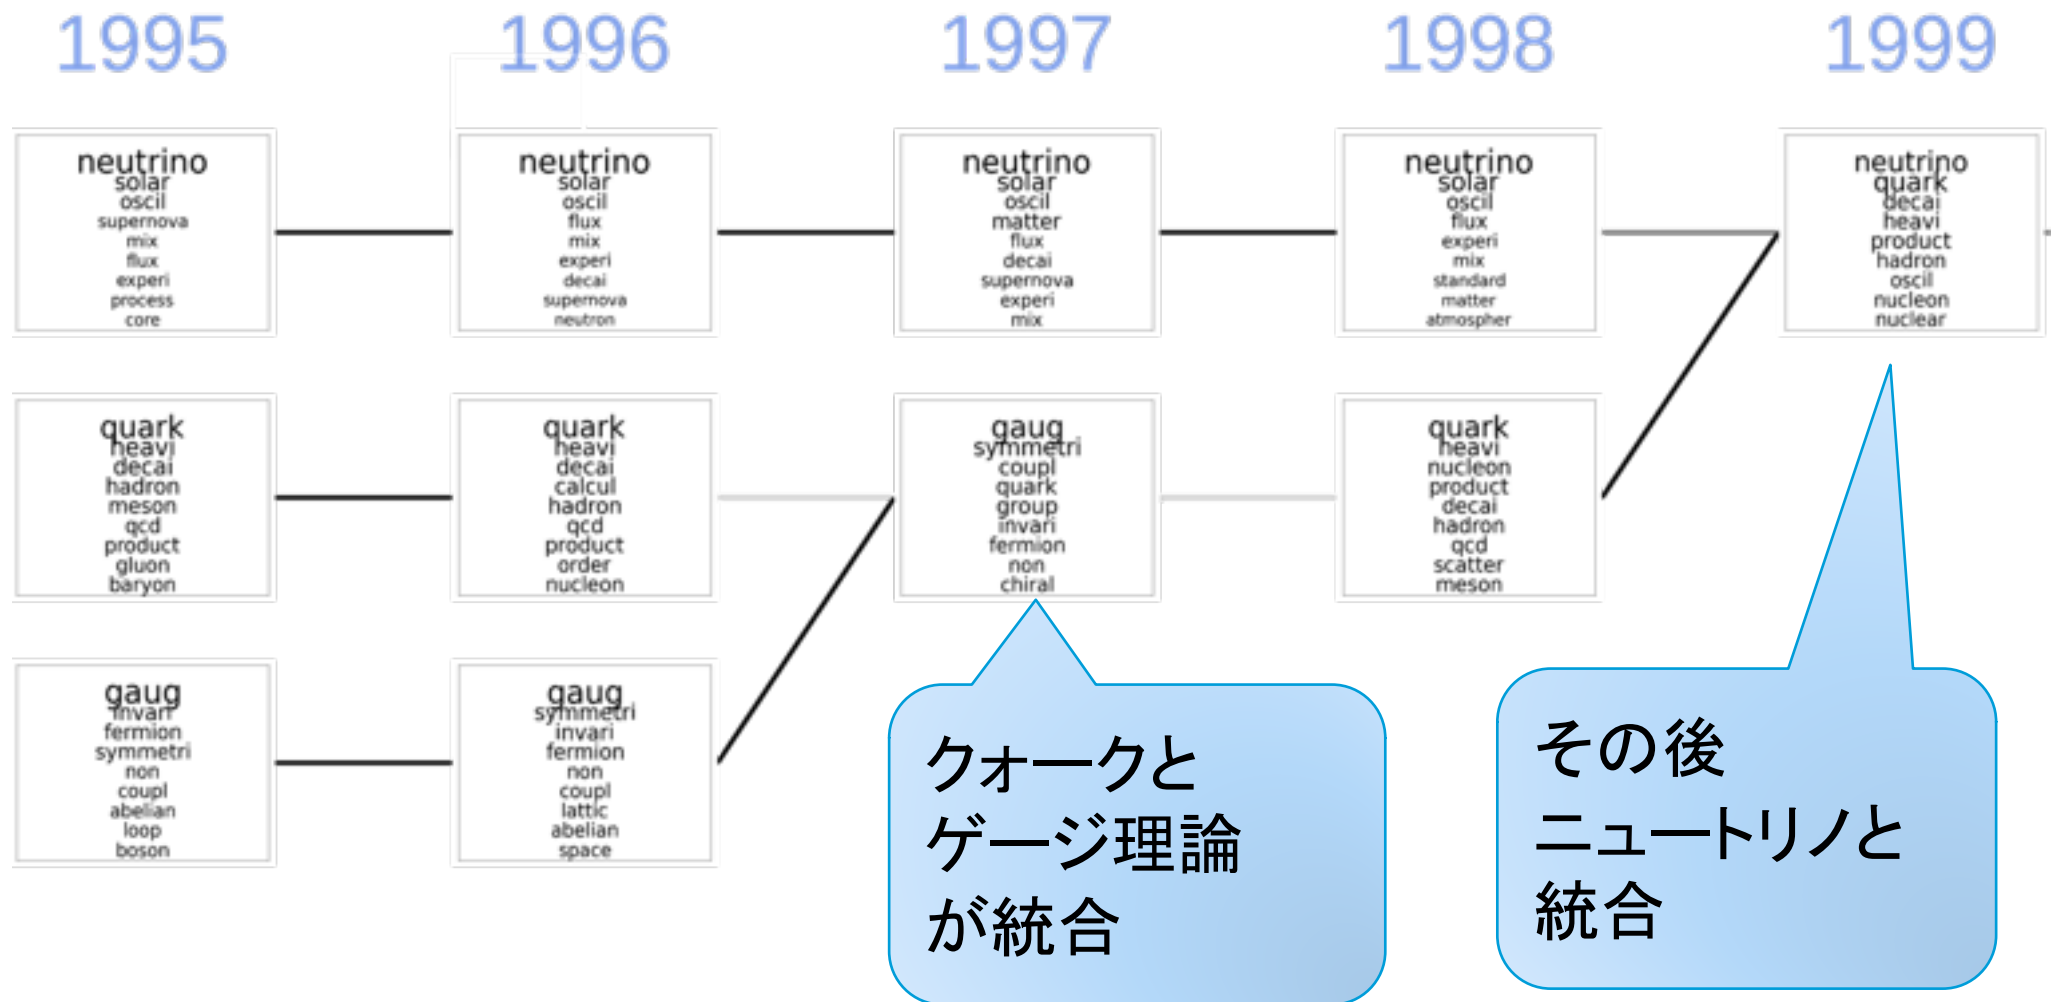 1995
1996
1997
1998
1999
neutrino
solar
oscil
supernova
mix
flux
experi
process
core
neutrino
solar
oscil
flux
mix
experi
decai
supernova
neutron
neutrino
solar
oscil
matter
flux
decai
supernova
experi
mix
neutrino
solar
oscil
flux
experi
mix
standard
matter
atmospher
neutrino
quark
decai
heavi
product
hadron
oscil
nucleon
nuclear
quark
heavi
decai
hadron
meson
qcd
product
gluon
baryon
quark
heavi
decai
calcul
hadron
qcd
product
order
nucleon
gaug
symmetri
coupl
quark
group
invari
fermion
non
chiral
quark
heavi
nucleon
product
decai
hadron
qcd
scatter
meson
gaug
invari
fermion
symmetri
non
coupl
abelian
loop
boson
gaug
symmetri
invari
fermion
non
coupl
lattic
abelian
space
クォークと
ゲージ理論
が統合
その後
ニュートリノと
統合